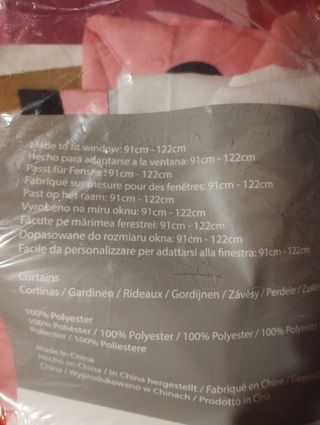 Made to fit window: 91cm - 122cm
Hecho para adaptarse a la ventana: 91cm - 122cm
Passt für Fenster: 91cm - 122cm
Fabriqué sur mesure pour des fenêtres: 91cm - 122cm
Past op het raam: 91cm - 122cm
Vyrobeno na míru oknu: 91cm - 122cm
Făcute pe mărimea ferestrei: 91cm - 122cm
Dopasowane do rozmiaru okna: 91cm - 122cm
Facile da personalizzare per adattarsi alla finestra: 91cm - 122cm
Curtains
Cortinas / Gardinen / Rideaux / Gordijnen / Závěsy / Perdele /
100% Polyester
100% Poliéster / 100% Polyester / 100% Polyester / 100%
Poliester / 100% Poliestere
Made In China
Hecho en China / In China hergestellt / Fabriqué en Chine /
China / Wyprodukowano w Chinach / Prodotto in Cina